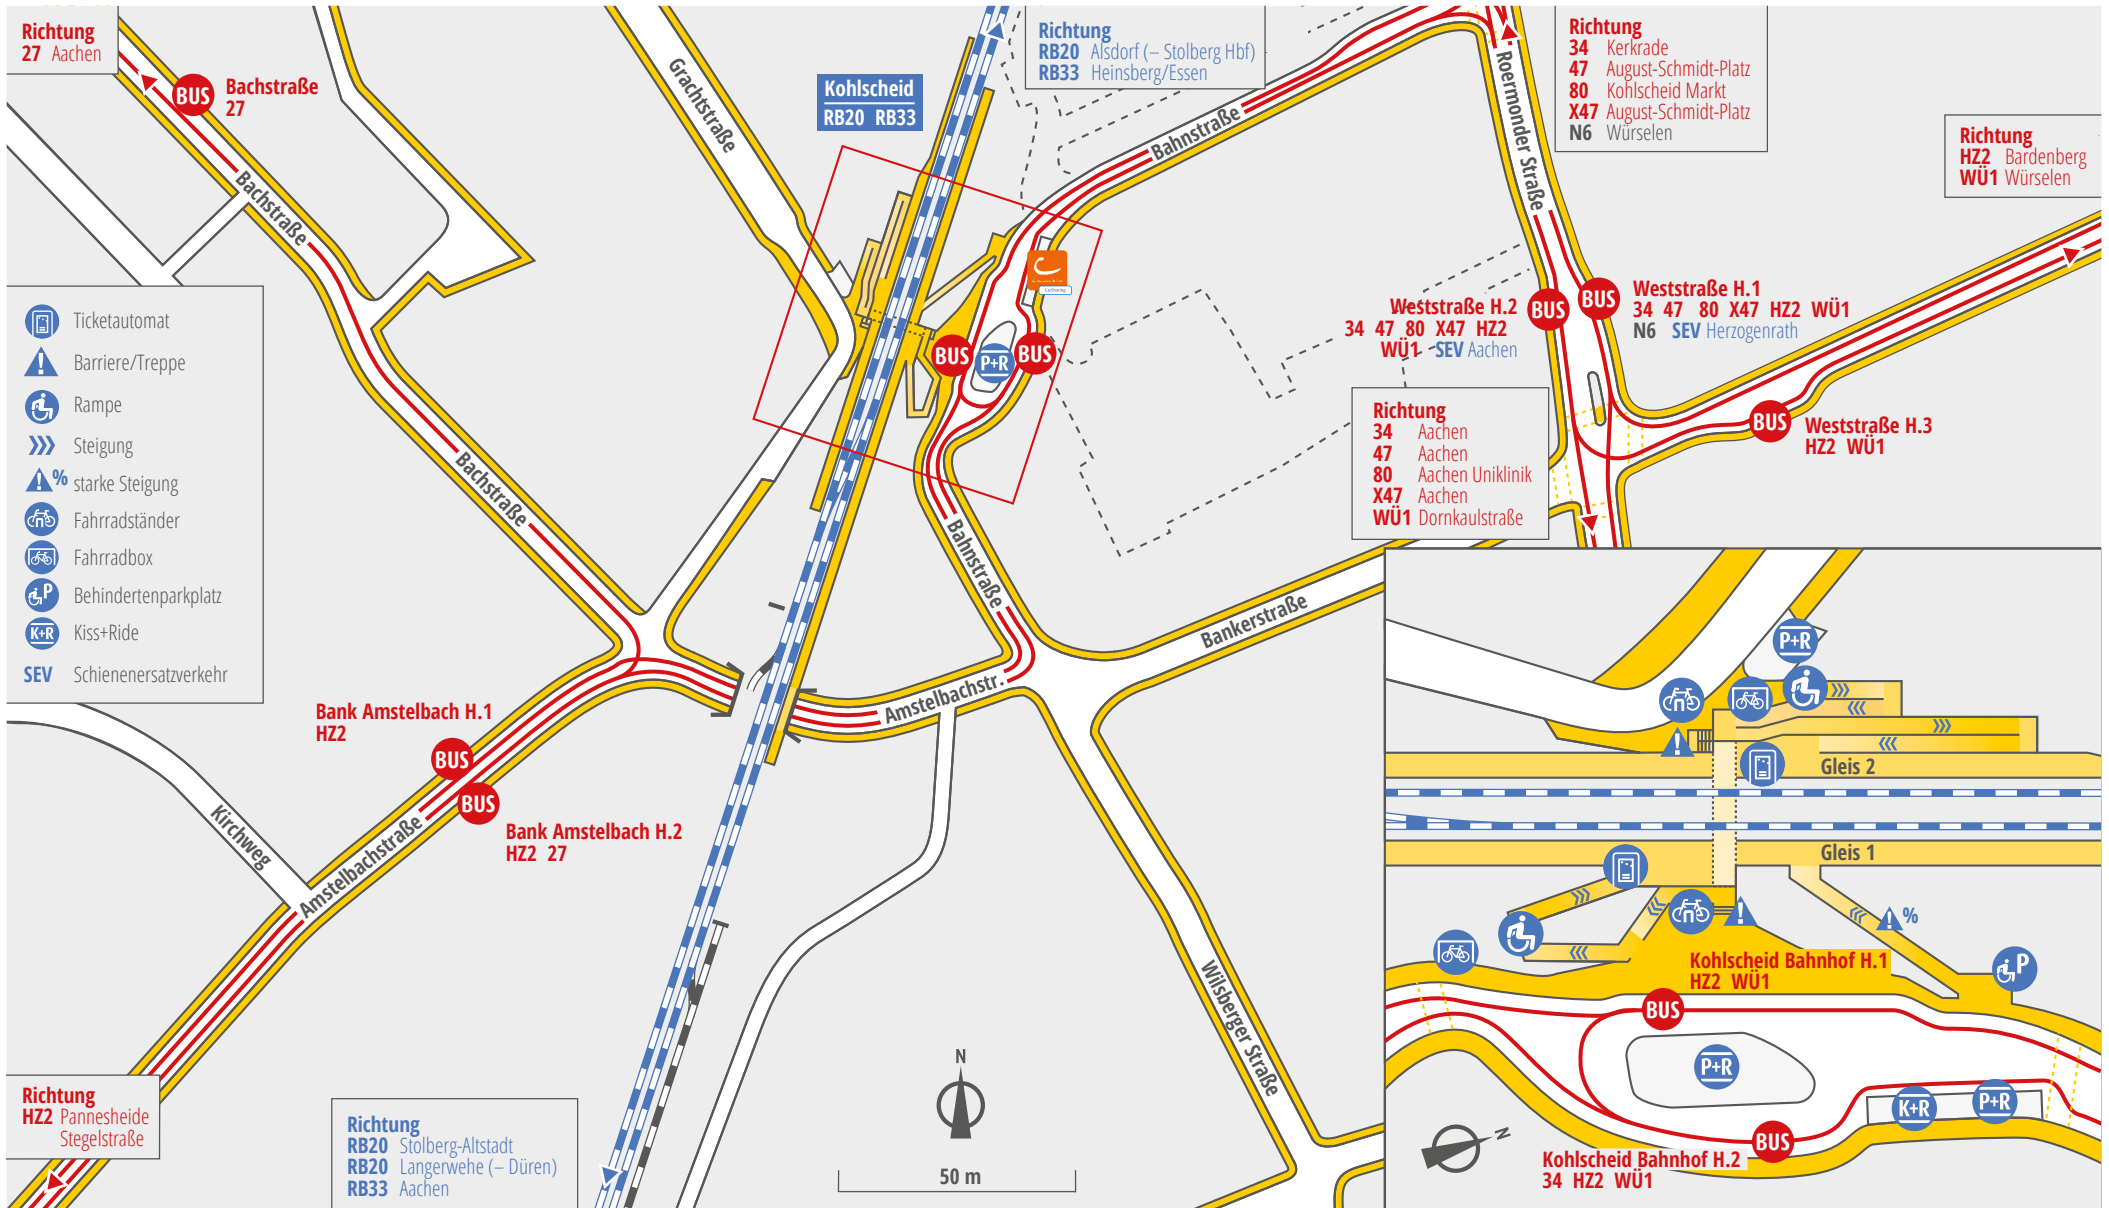 Richtung
27 Aachen
BUS
Bachstraße
27
Bachstraße
Grachtstraße
Kohlscheid
RB20 RB33
Richtung
RB20 Alsdorf (– Stolberg Hbf)
RB33 Heinsberg/Essen
Bahnstraße
Roermonder Straße
Richtung
34 Kerkrade
47 August-Schmidt-Platz
80 Kohlscheid Markt
X47 August-Schmidt-Platz
N6 Würselen
Richtung
HZ2 Bardenberg
WÜ1 Würselen
Ticketautomat
Barriere/Treppe
Rampe
Steigung
% starke Steigung
Fahrradständer
Fahrradbox
P Behindertenparkplatz
K+R Kiss+Ride
SEV Schienenersatzverkehr
CarSharing
BUS
P+R
BUS
Weststraße H.2
34 47 80 X47 HZ2
WÜ1 SEV Aachen
BUS
BUS
Weststraße H.1
34 47 80 X47 HZ2 WÜ1
N6 SEV Herzogenrath
BUS
Weststraße H.3
HZ2 WÜ1
Richtung
34 Aachen
47 Aachen
80 Aachen Uniklinik
X47 Aachen
WÜ1 Dornkaulstraße
Bachstraße
Bahnstraße
Bankerstraße
Amstelbachstr.
Bank Amstelbach H.1
HZ2
BUS
BUS
Bank Amstelbach H.2
HZ2 27
Kirchweg
Amstelbachstraße
Wilsberger Straße
Richtung
HZ2 Pannesheide
Stegelstraße
Richtung
RB20 Stolberg-Altstadt
RB20 Langerwehe (– Düren)
RB33 Aachen
N
50 m
P+R
Gleis 2
Gleis 1
%
P
Kohlscheid Bahnhof H.1
HZ2 WÜ1
BUS
P+R
K+R
P+R
BUS
Kohlscheid Bahnhof H.2
34 HZ2 WÜ1
N